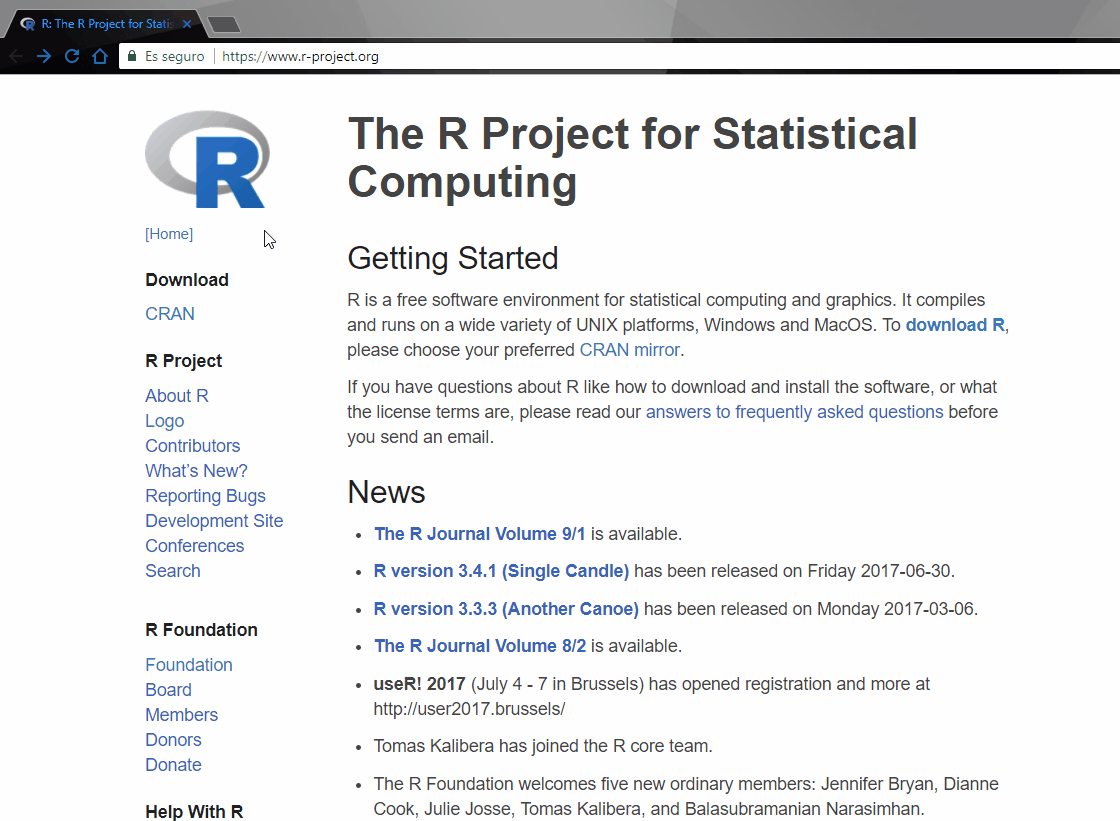 R: The R Project for Statis
Es seguro
https://www.r-project.org
R
[Home]
Download
CRAN
R Project
About R
Logo
Contributors
What's New?
Reporting Bugs
Development Site
Conferences
Search
R Foundation
Foundation
Board
Members
Donors
Donate
Help With R
The R Project for Statistical
Computing
Getting Started
R is a free software environment for statistical computing and graphics. It compiles
and runs on a wide variety of UNIX platforms, Windows and MacOS. To download R,
please choose your preferred CRAN mirror.
If you have questions about R like how to download and install the software, or what
the license terms are, please read our answers to frequently asked questions before
you send an email.
News
• The R Journal Volume 9/1 is available.
• R version 3.4.1 (Single Candle) has been released on Friday 2017-06-30.
• R version 3.3.3 (Another Canoe) has been released on Monday 2017-03-06.
• The R Journal Volume 8/2 is available.
• useR! 2017 (July 4 - 7 in Brussels) has opened registration and more at
http://user2017.brussels/
• Tomas Kalibera has joined the R core team.
• The R Foundation welcomes five new ordinary members: Jennifer Bryan, Dianne
Cook, Julie Josse, Tomas Kalibera, and Balasubramanian Narasimhan.